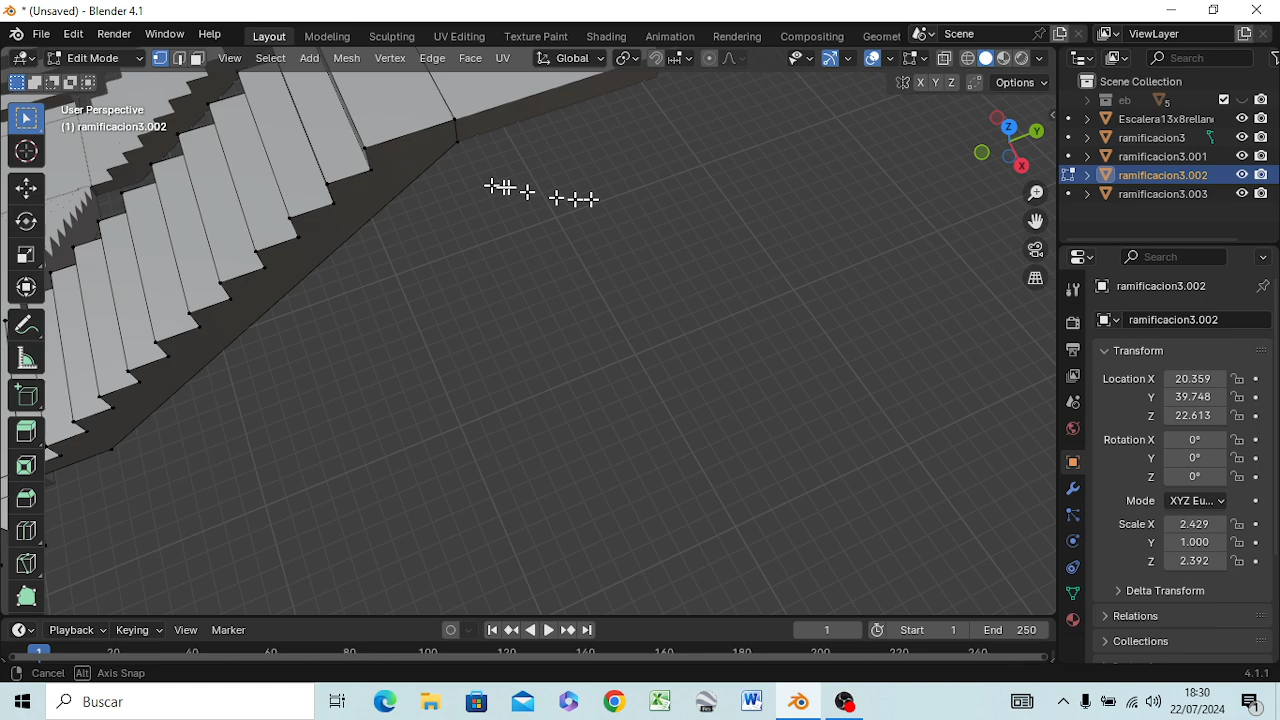 * (Unsaved) - Blender 4.1
File Edit Render Window Help
Layout Modeling Sculpting UV Editing Texture Paint Shading Animation Rendering Compositing Geomet
Scene ViewLayer
Edit Mode View Select Add Mesh Vertex Edge Face UV Global
Search
X Y Z Options
User Perspective
(1) ramificacion3.002
Z Y X
Scene Collection
eb 5
Escalera13x8rellan
ramificacion3
ramificacion3.001
ramificacion3.002
ramificacion3.003
Search
ramificacion3.002
ramificacion3.002
Transform
Location X 20.359
Y 39.748
Z 22.613
Rotation X 0°
Y 0°
Z 0°
Mode XYZ Eu...
Scale X 2.429
Y 1.000
Z 2.392
Delta Transform
Relations
Collections
Playback Keying View Marker 1 Start 1 End 250
20 40 60 80 100 120 140 160 180 200 220 240
Cancel Alt Axis Snap 4.1.1
Buscar
18:30
22/07/2024
1